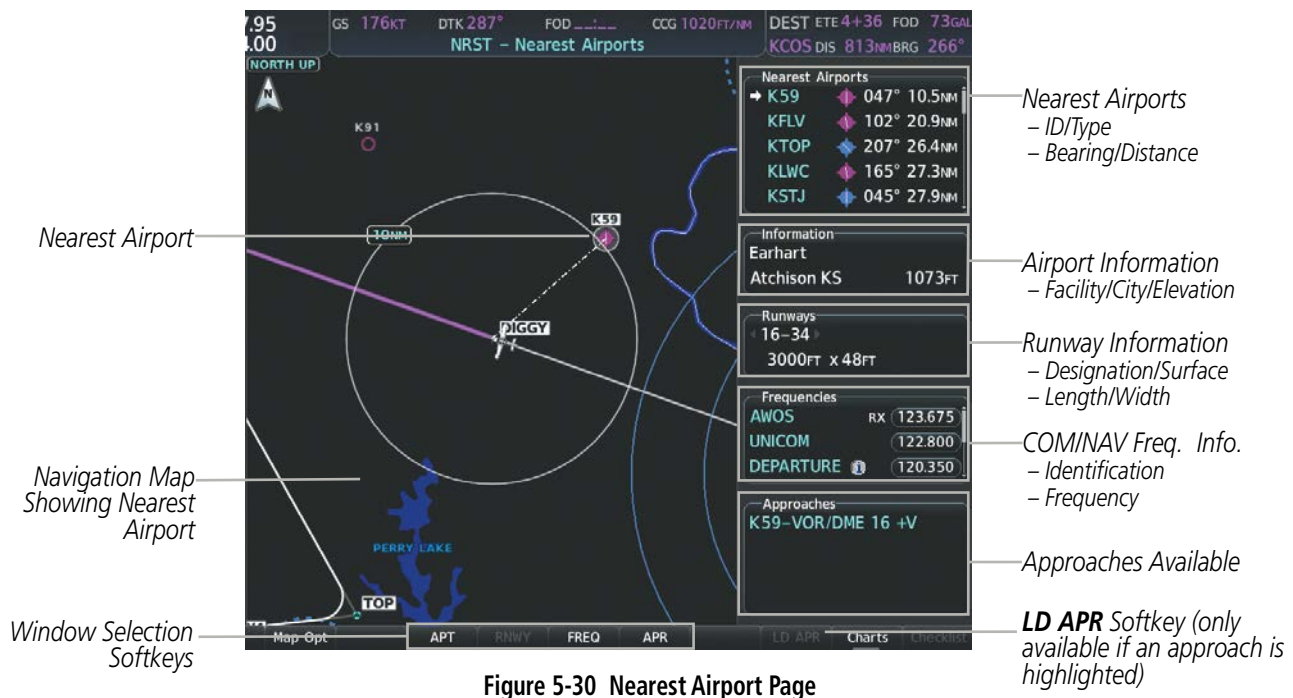 7.95
4.00
GS 176KT DTK 287° FOD __:__ CCG 1020FT/NM
NRST – Nearest Airports
DEST ETE 4+36 FOD 73GAL
KCOS DIS 813NM BRG 266°
NORTH UP
N
K91
K59
10NM
DIGGY
PERRY LAKE
TOP
Nearest Airports
K59 047° 10.5NM
KFLV 102° 20.9NM
KTOP 207° 26.4NM
KLWC 165° 27.3NM
KSTJ 045° 27.9NM
Information
Earhart
Atchison KS 1073FT
Runways
16–34
3000FT x 48FT
Frequencies
AWOS RX 123.675
UNICOM 122.800
DEPARTURE i 120.350
Approaches
K59–VOR/DME 16 +V
Map Opt APT RNWY FREQ APR LD APR Charts Checklist
Nearest Airport
Navigation Map
Showing Nearest
Airport
Window Selection
Softkeys
Nearest Airports
– ID/Type
– Bearing/Distance
Airport Information
– Facility/City/Elevation
Runway Information
– Designation/Surface
– Length/Width
COM/NAV Freq. Info.
– Identification
– Frequency
Approaches Available
LD APR Softkey (only
available if an approach is
highlighted)
Figure 5-30 Nearest Airport Page